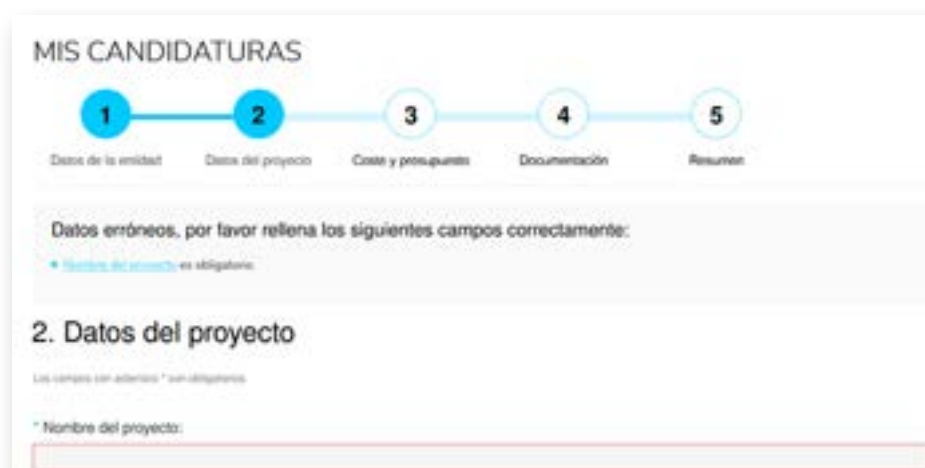 MIS CANDIDATURAS
1 2 3 4 5
Datos de la entidad Datos del proyecto Coste y presupuesto Documentación Resumen
Datos erróneos, por favor rellena los siguientes campos correctamente:
Nombre del proyecto es obligatorio.
2. Datos del proyecto
Los campos con asterisco * son obligatorios.
* Nombre del proyecto: